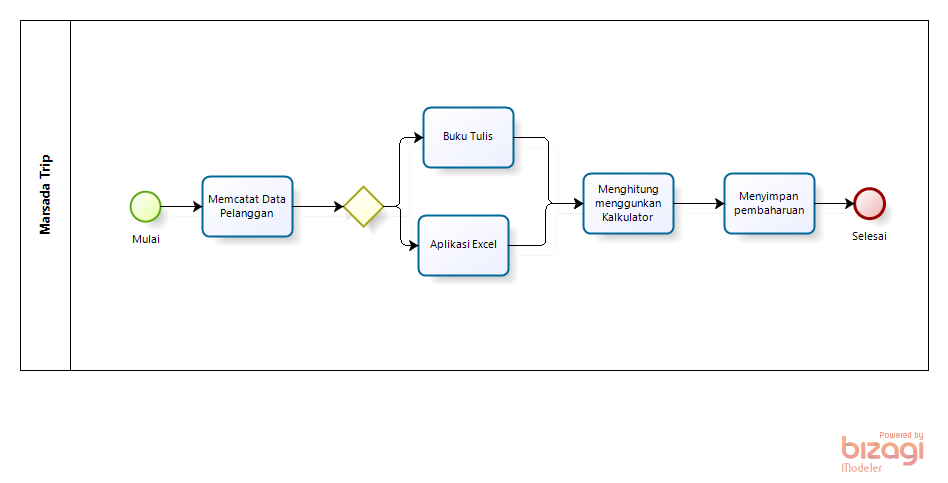 Marsada Trip
Mulai
Memcatat Data
Pelanggan
Buku Tulis
Aplikasi Excel
Menghitung
menggunkan
Kalkulator
Menyimpan
pembaharuan
Selesai
Powered by
bizagi
Modeler